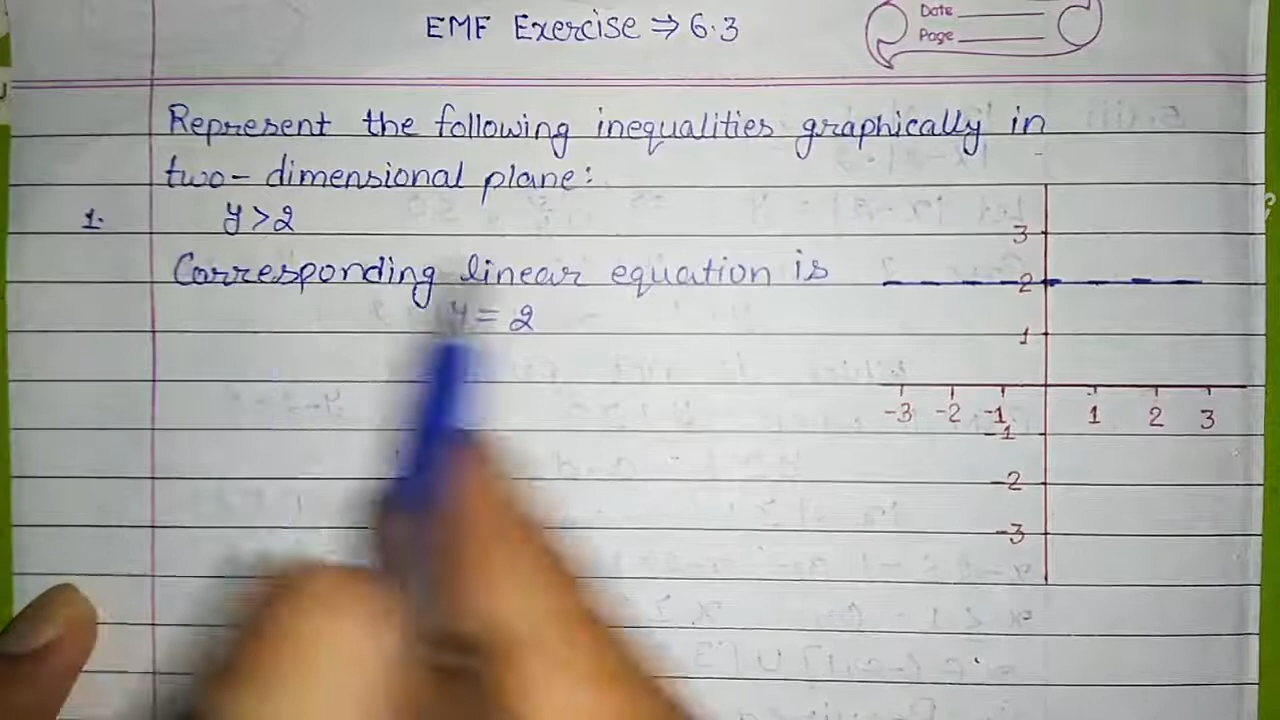 EMF Exercise ⇒ 6.3
Date
Page
Represent the following inequalities graphically in
two-dimensional plane:
1. y > 2
Corresponding linear equation is
y = 2
3
2
1
-3 -2 -1 1 2 3
-1
-2
-3